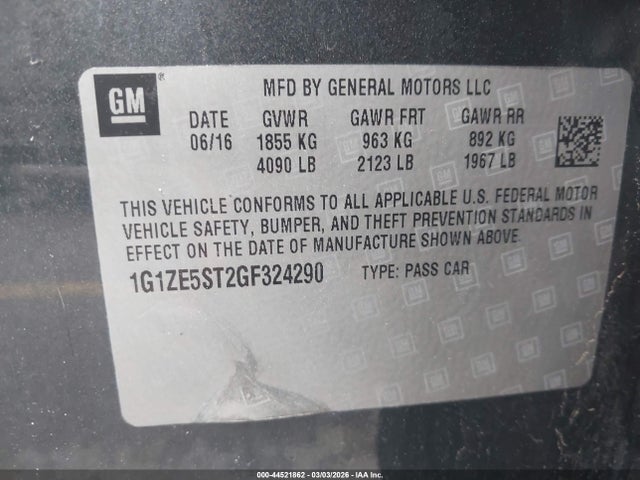 GM
®
MFD BY GENERAL MOTORS LLC
DATE GVWR GAWR FRT GAWR RR
06/16 1855 KG 963 KG 892 KG
4090 LB 2123 LB 1967 LB
THIS VEHICLE CONFORMS TO ALL APPLICABLE U.S. FEDERAL MOTOR
VEHICLE SAFETY, BUMPER, AND THEFT PREVENTION STANDARDS IN
EFFECT ON THE DATE OF MANUFACTURE SHOWN ABOVE.
1G1ZE5ST2GF324290 TYPE: PASS CAR
000-44521862 - 03/03/2026 - IAA Inc.